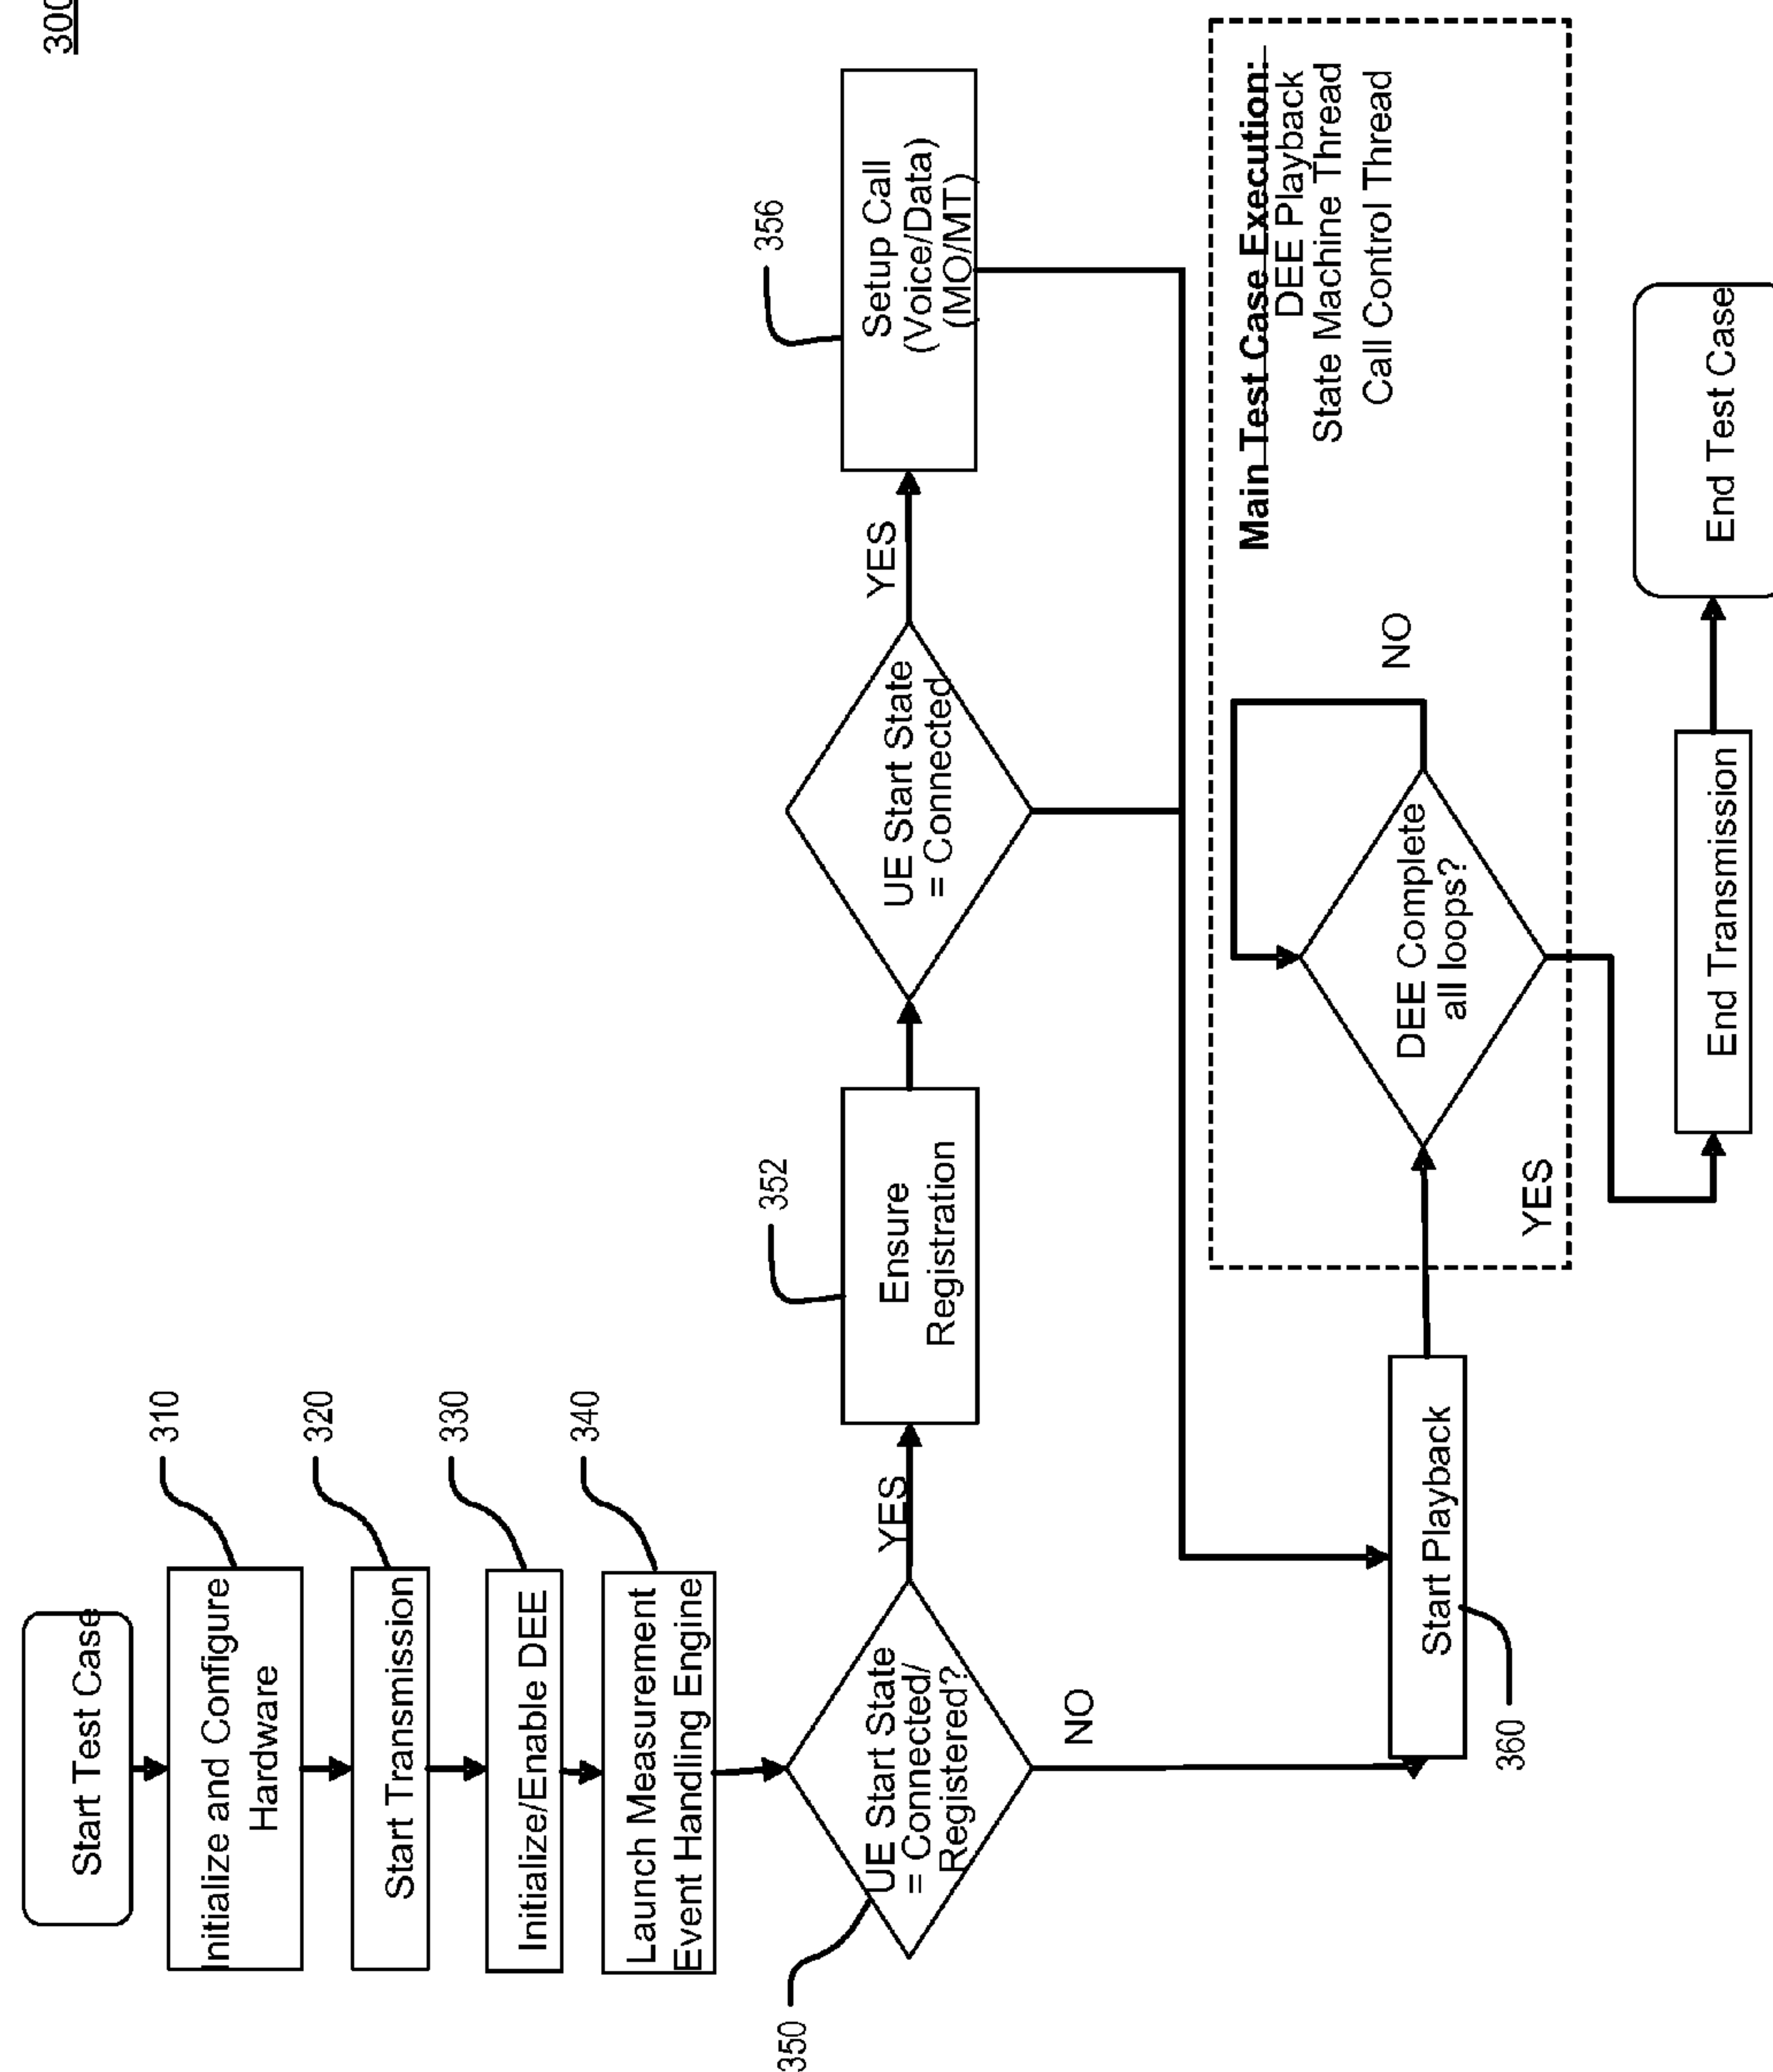 300
Start Test Case
310
Initialize and Configure
Hardware
320
Start Transmission
330
Initialize/Enable DEE
340
Launch Measurement
Event Handling Engine
350
UE Start State
= Connected/
Registered?
YES
NO
352
Ensure
Registration
UE Start State
= Connected
YES
356
Setup Call
(Voice/Data)
(MO/MT)
360
Start Playback
Main Test Case Execution:
DEE Playback
State Machine Thread
Call Control Thread
DEE Complete
all loops?
NO
YES
End Transmission
End Test Case